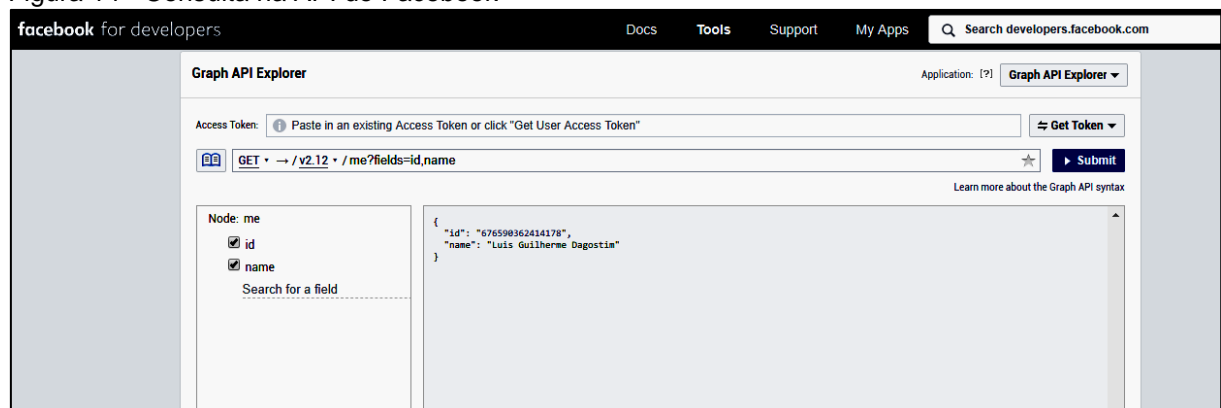 facebook for developers Docs Tools Support My Apps Search developers.facebook.com
Graph API Explorer Application: [?] Graph API Explorer
Access Token: Paste in an existing Access Token or click "Get User Access Token" Get Token
GET → / v2.12 / me?fields=id,name Submit
Learn more about the Graph API syntax
Node: me
id
name
Search for a field
{
"id": "676590362414178",
"name": "Luis Guilherme Dagostim"
}